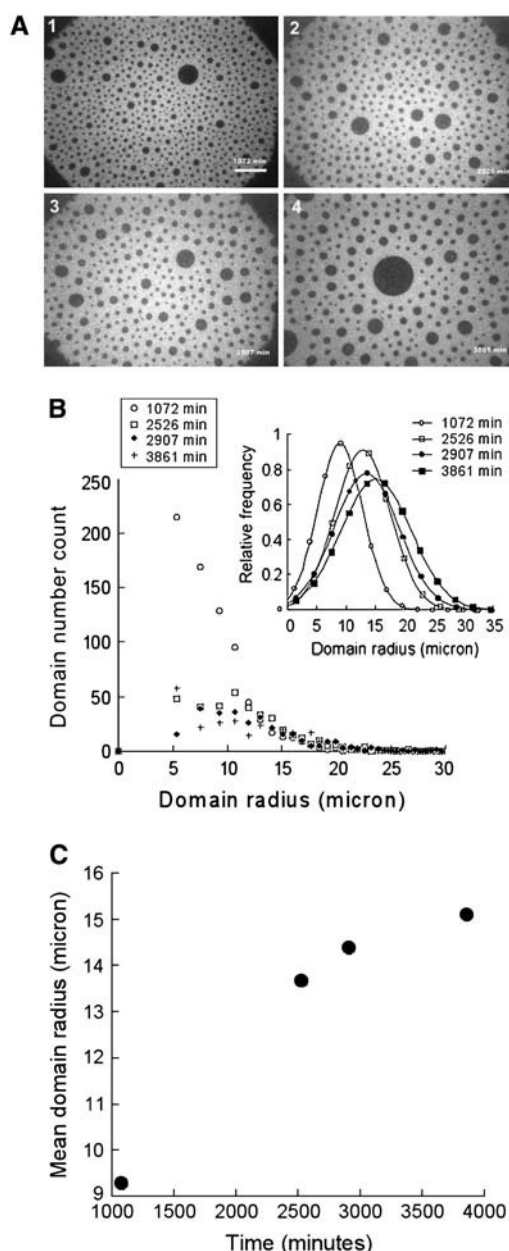 A
1
1072 min
2
3
2907 min
4
3861 min
B
1072 min
2526 min
2907 min
3861 min
250
200
150
100
50
0
0
5
10
15
20
25
30
Domain number count
Domain radius (micron)
1072 min
2526 min
2907 min
3861 min
1
0.8
0.6
0.4
0.2
0
0
5
10
15
20
25
30
35
Relative frequency
Domain radius (micron)
C
16
15
14
13
12
11
10
9
1000
1500
2000
2500
3000
3500
4000
Mean domain radius (micron)
Time (minutes)